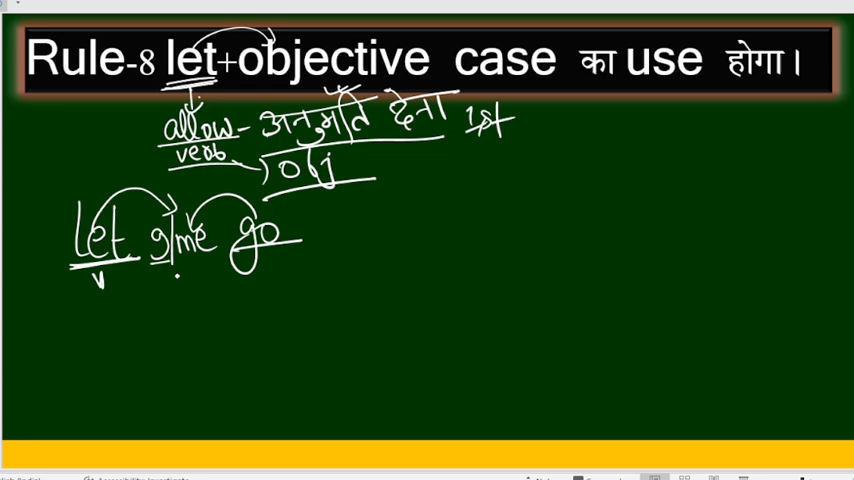 Rule-8 let+objective case का use होगा।
allow - अनुमति देना 1st
verb obj
Let I/me go
V